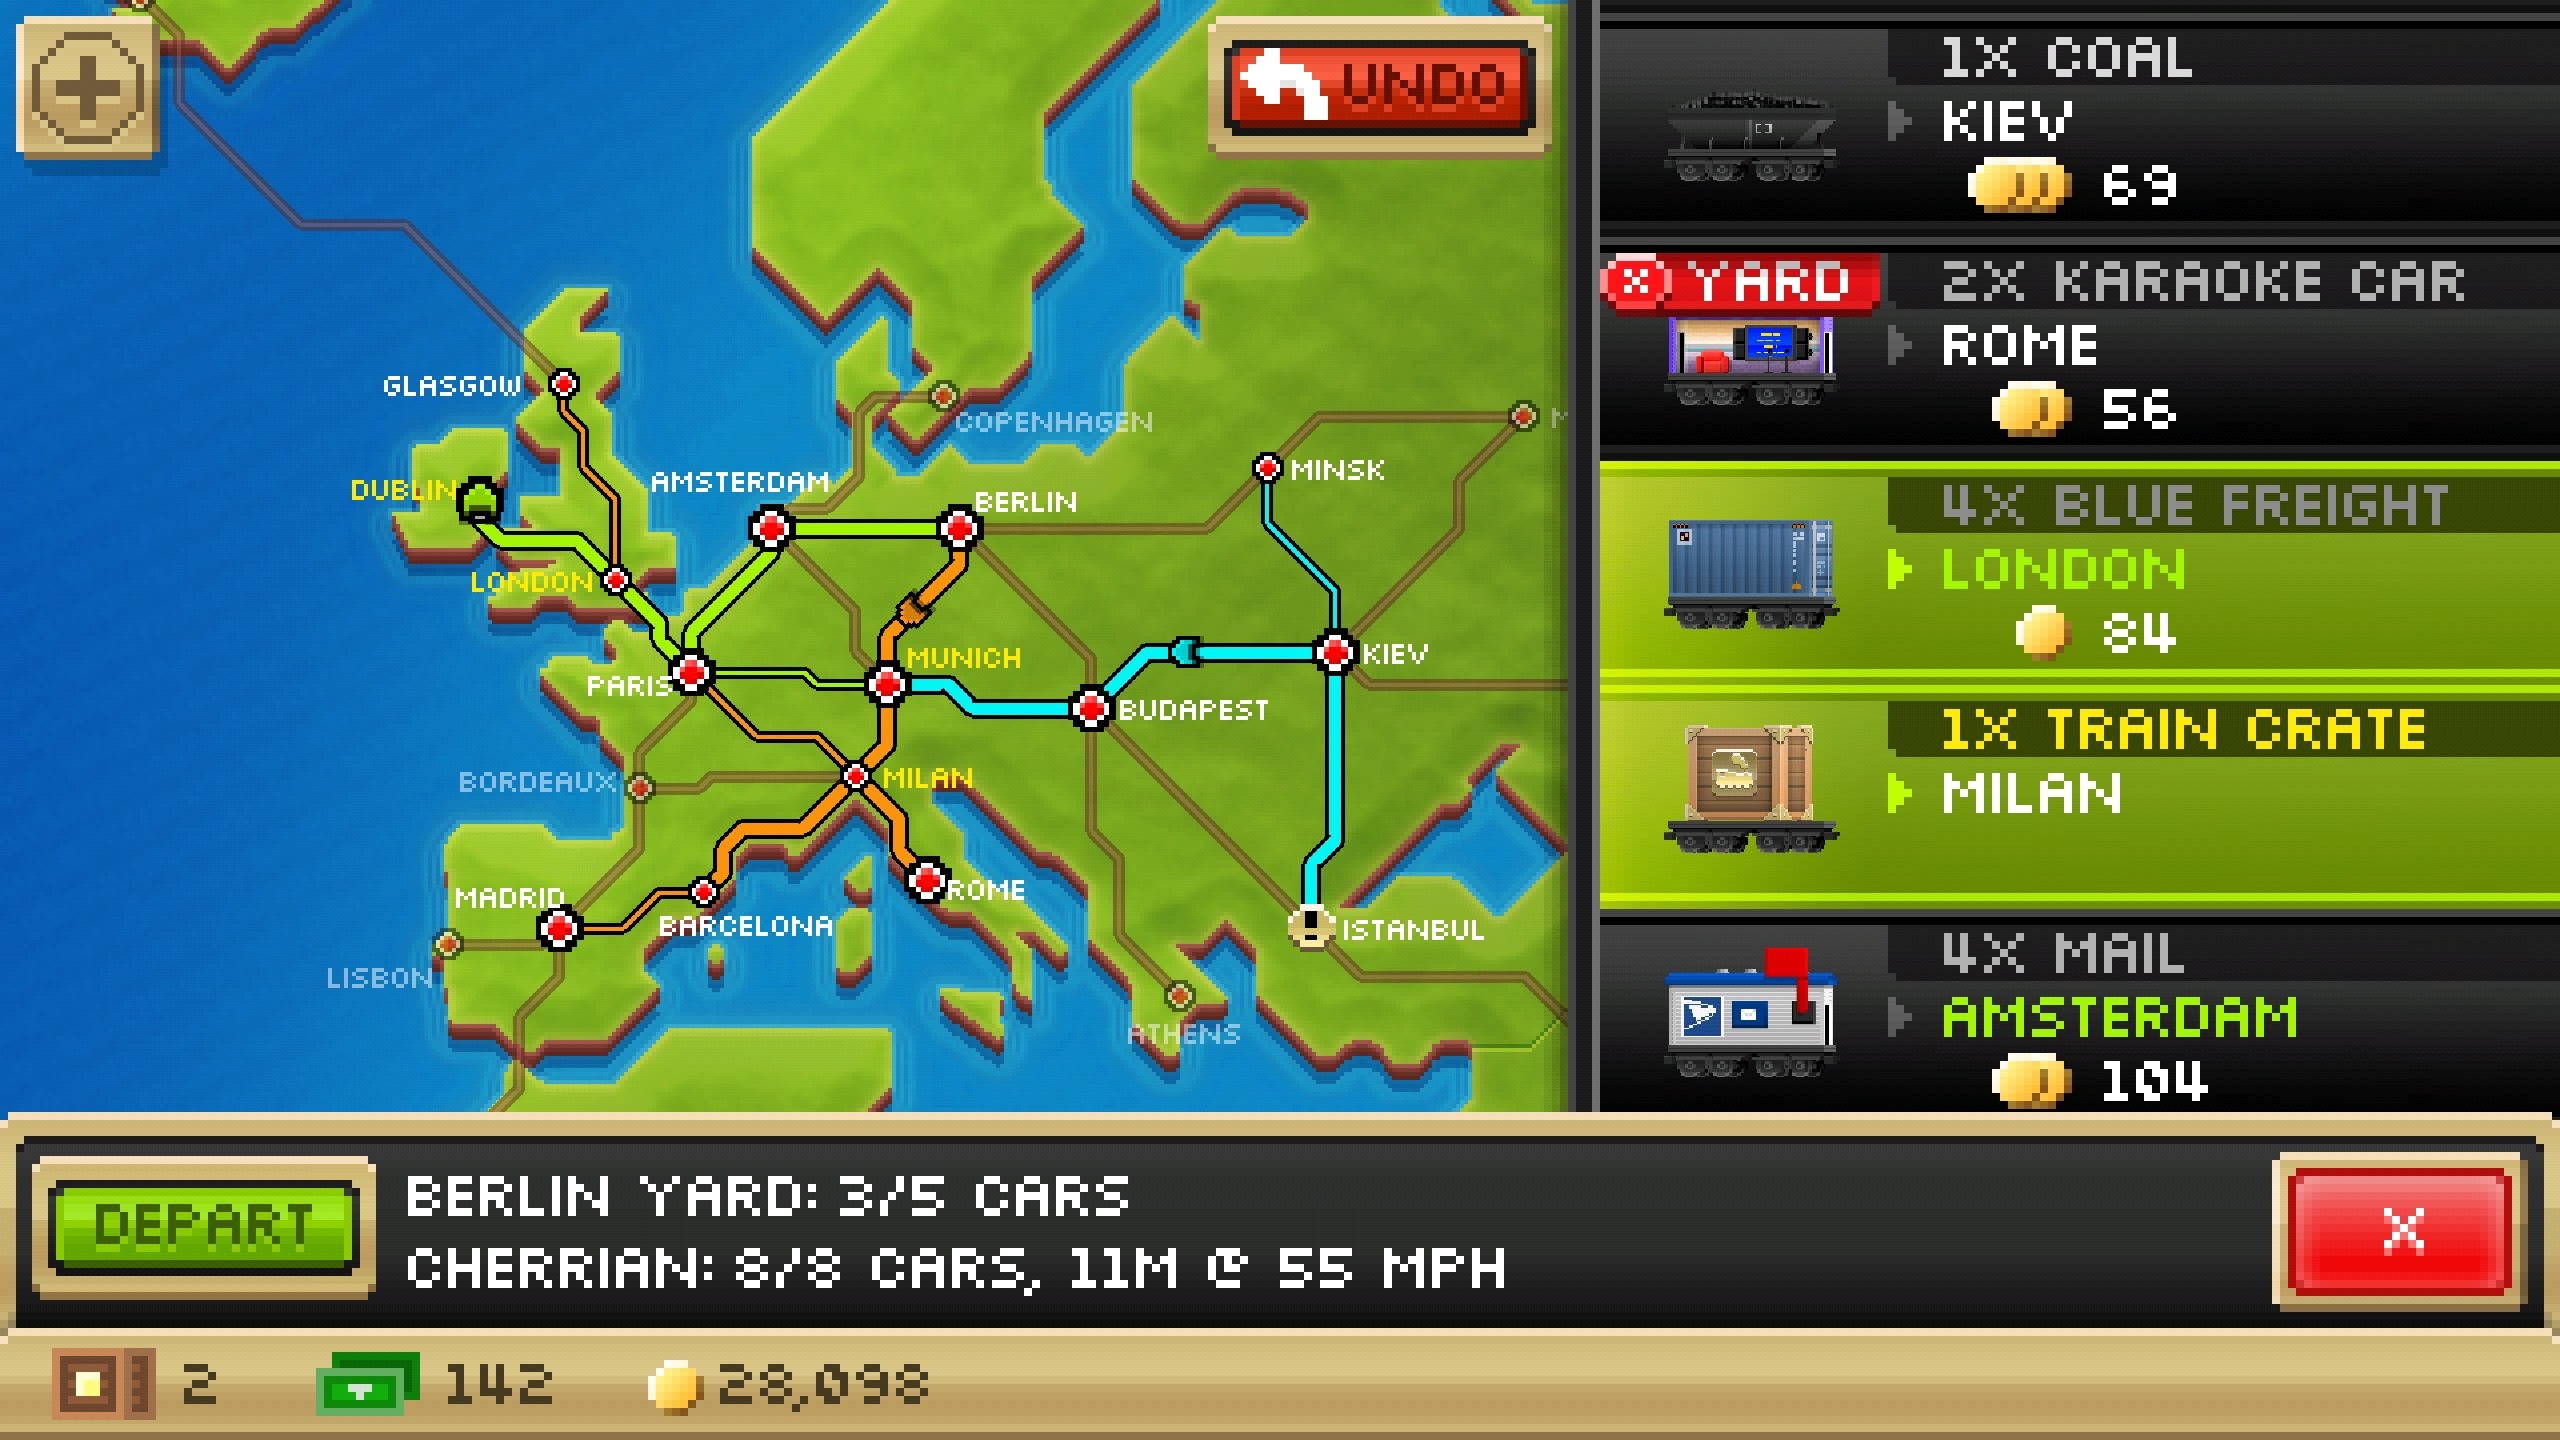 UNDO
GLASGOW
COPENHAGEN
M
DUBLIN
AMSTERDAM
BERLIN
MINSK
LONDON
MUNICH
PARIS
KIEV
BUDAPEST
BORDEAUX
MILAN
MADRID
ROME
BARCELONA
ISTANBUL
LISBON
ATHENS
1X COAL
KIEV
69
X YARD
2X KARAOKE CAR
ROME
56
4X BLUE FREIGHT
LONDON
84
1X TRAIN CRATE
MILAN
4X MAIL
AMSTERDAM
104
DEPART
BERLIN YARD: 3/5 CARS
CHERRIAN: 8/8 CARS, 11M @ 55 MPH
X
2
142
28,098